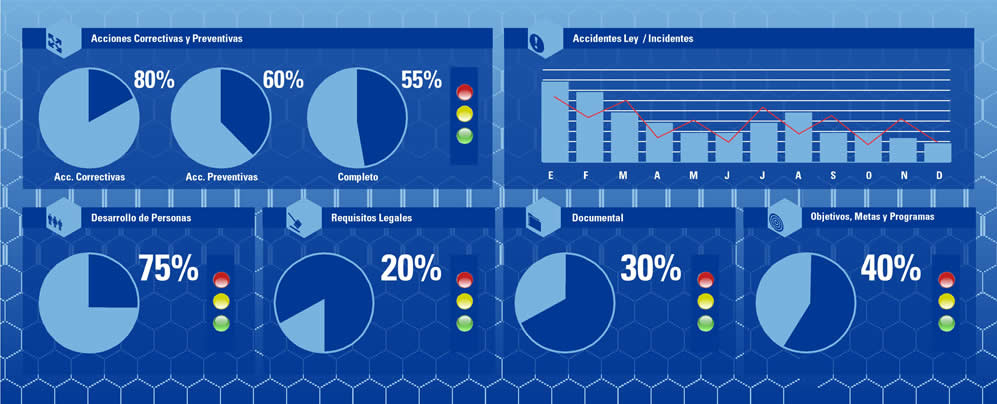 Acciones Correctivas y Preventivas
80%
60%
55%
Acc. Correctivas
Acc. Preventivas
Completo
Accidentes Ley / Incidentes
E F M A M J J A S O N D
Desarrollo de Personas
75%
Requisitos Legales
20%
Documental
30%
Objetivos, Metas y Programas
40%